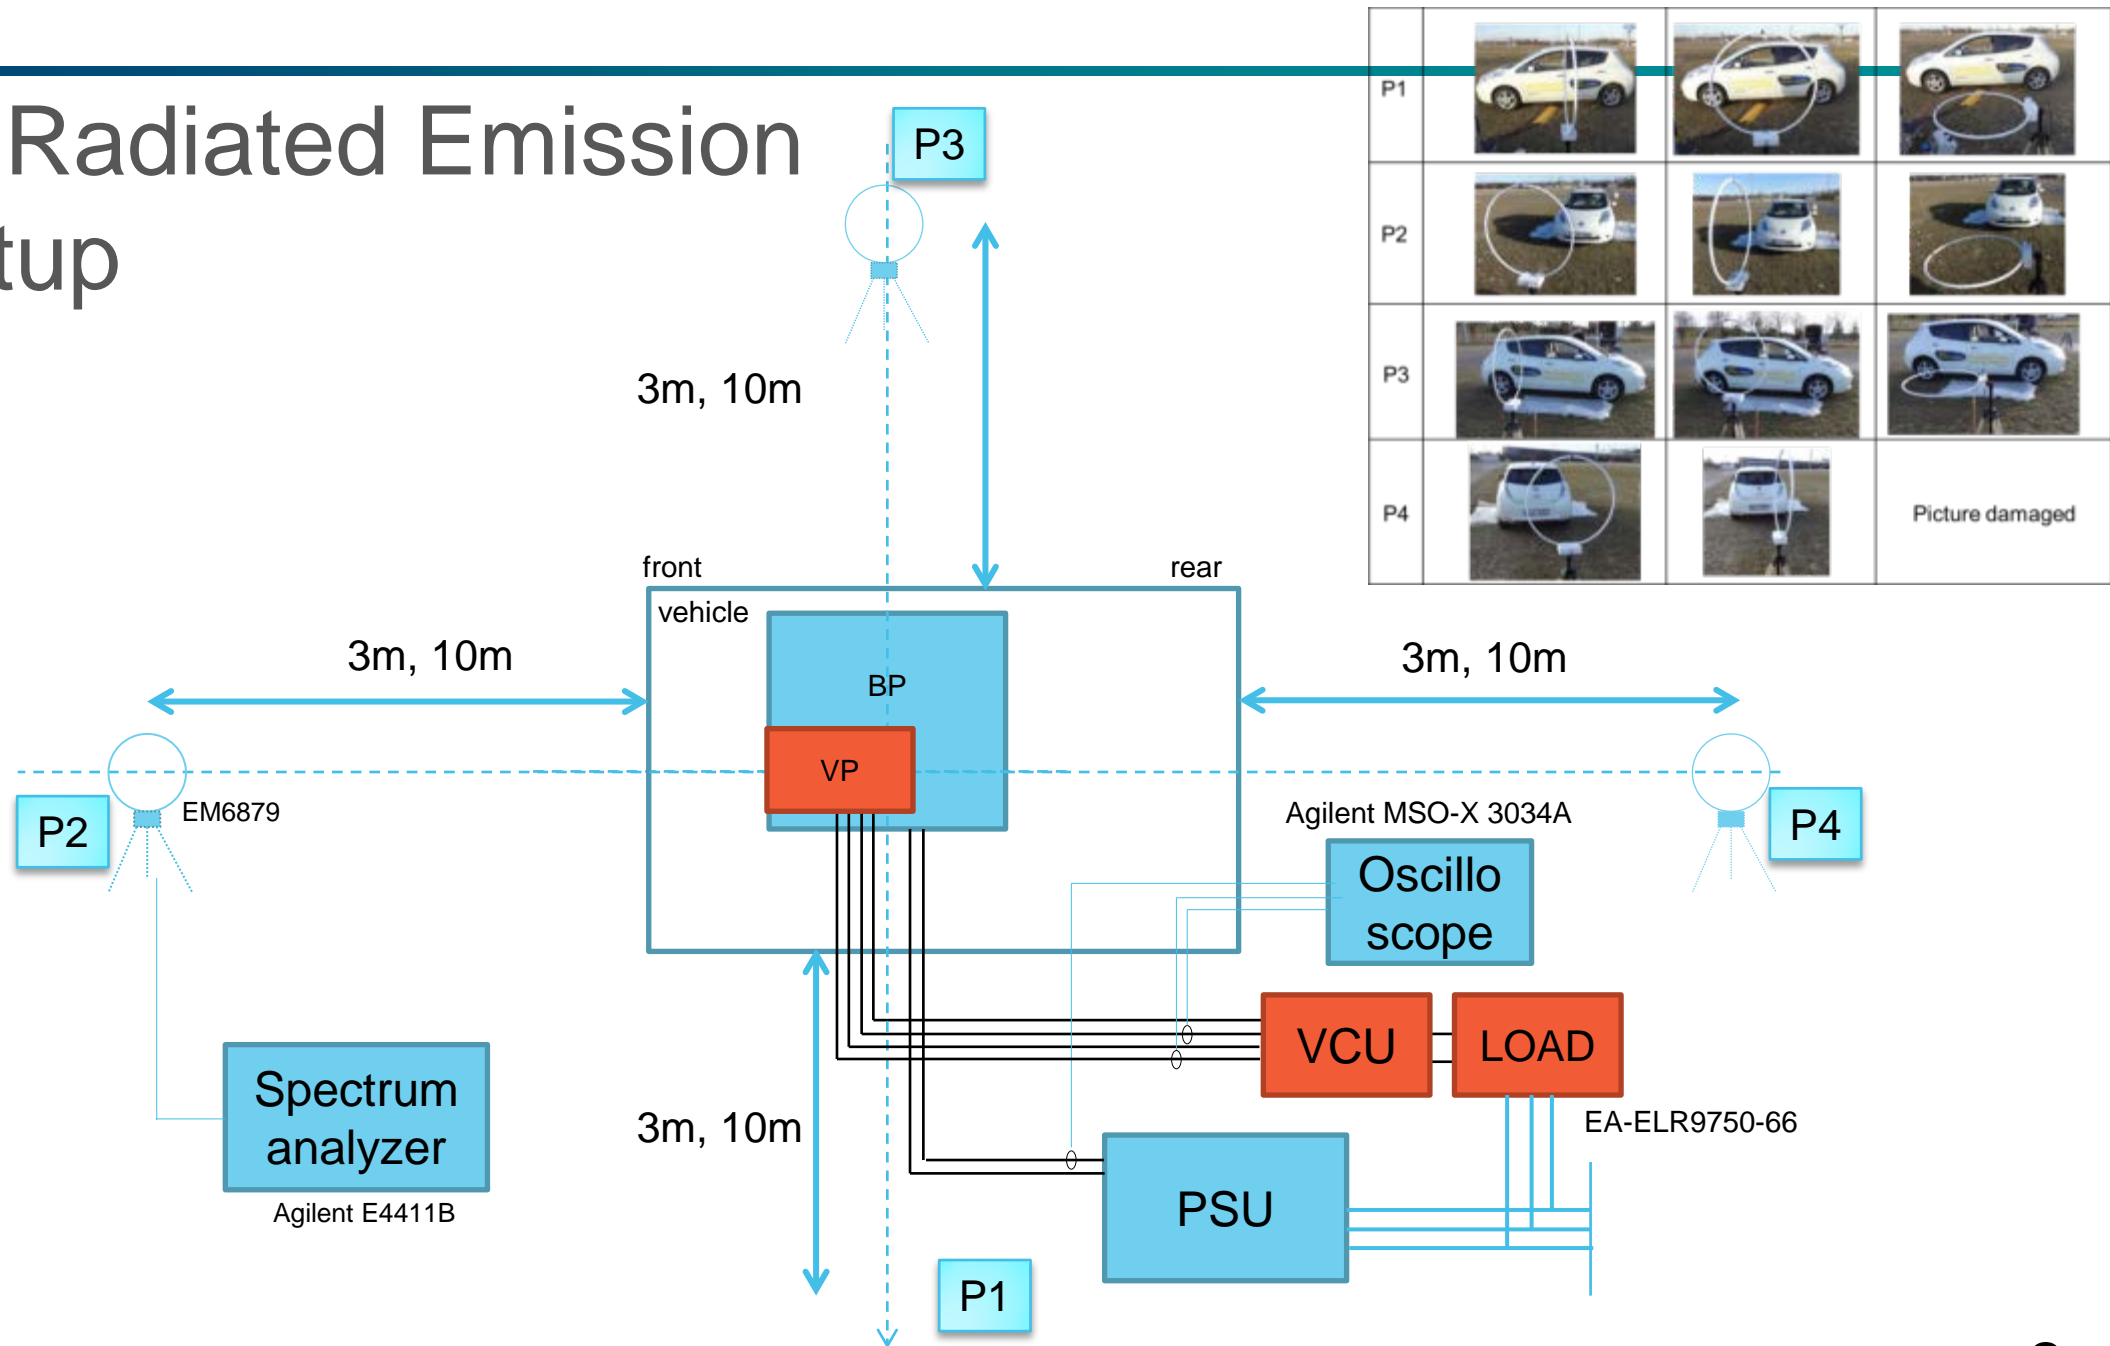 Radiated Emission
tup
P3
3m, 10m
front
rear
vehicle
3m, 10m
3m, 10m
BP
VP
P2
EM6879
Agilent MSO-X 3034A
P4
Oscillo
scope
VCU
LOAD
Spectrum
analyzer
Agilent E4411B
3m, 10m
EA-ELR9750-66
PSU
P1
P1
P2
P3
P4
Picture damaged